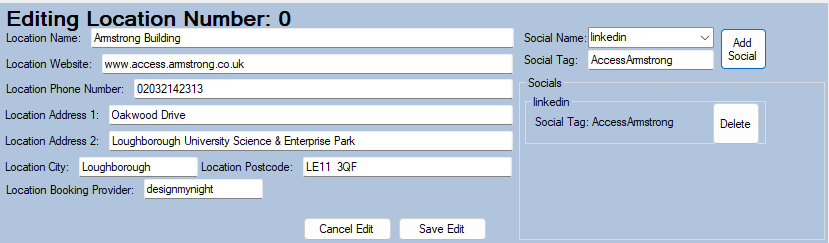 Editing Location Number: 0
Location Name: Armstrong Building
Location Website: www.access.armstrong.co.uk
Location Phone Number: 02032142313
Location Address 1: Oakwood Drive
Location Address 2: Loughborough University Science & Enterprise Park
Location City: Loughborough Location Postcode: LE11 3QF
Location Booking Provider: designmynight
Cancel Edit Save Edit
Social Name: linkedin
Social Tag: AccessArmstrong
Add
Social
Socials
linkedin
Social Tag: AccessArmstrong
Delete